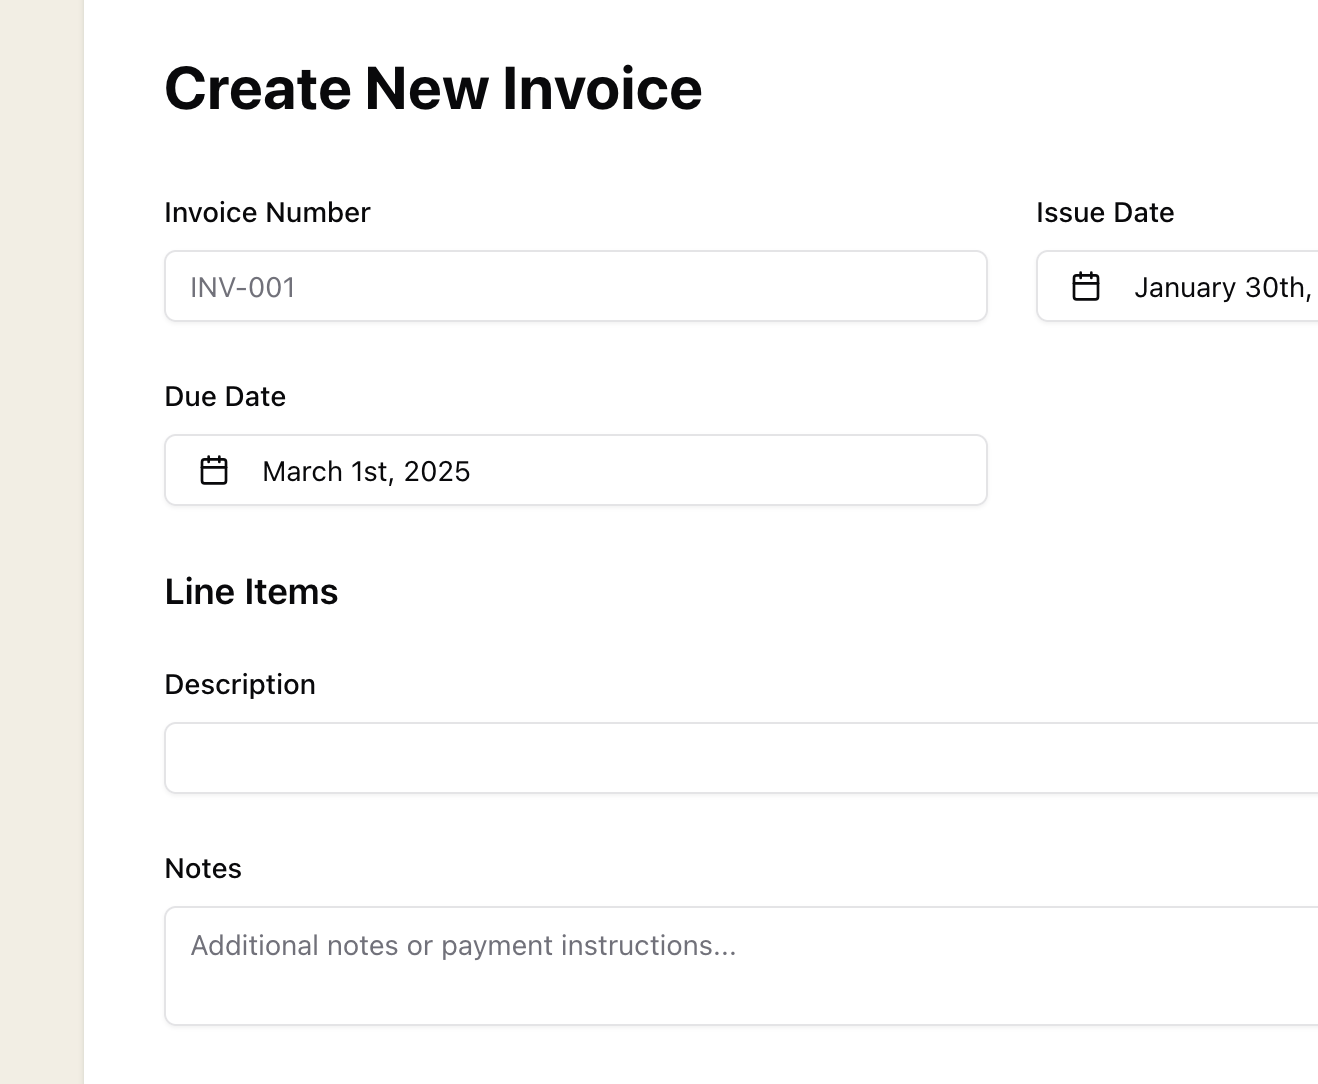 Create New Invoice
Invoice Number
Issue Date
INV-001
January 30th,
Due Date
March 1st, 2025
Line Items
Description
Notes
Additional notes or payment instructions...